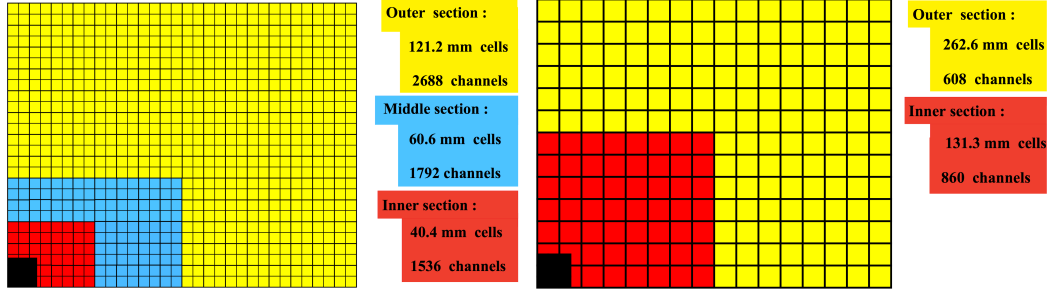 Outer section :
121.2 mm cells
2688 channels
Middle section :
60.6 mm cells
1792 channels
Inner section :
40.4 mm cells
1536 channels
Outer section :
262.6 mm cells
608 channels
Inner section :
131.3 mm cells
860 channels